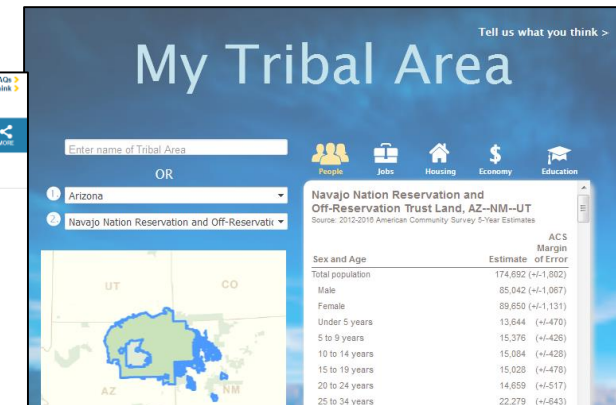 Tell us what you think >
My Tribal Area
AQs >
ink >
MORE
Enter name of Tribal Area
OR
1 Arizona
2 Navajo Nation Reservation and Off-Reservatic
People Jobs Housing Economy Education
Navajo Nation Reservation and
Off-Reservation Trust Land, AZ--NM--UT
Source: 2012-2016 American Community Survey 5-Year Estimates
ACS
Margin
Sex and Age Estimate of Error
Total population 174,692 (+/-1,802)
Male 85,042 (+/-1,067)
Female 89,650 (+/-1,131)
Under 5 years 13,644 (+/-470)
5 to 9 years 15,376 (+/-426)
10 to 14 years 15,084 (+/-428)
15 to 19 years 15,028 (+/-478)
20 to 24 years 14,659 (+/-517)
25 to 34 years 22,279 (+/-643)
UT CO
AZ NM